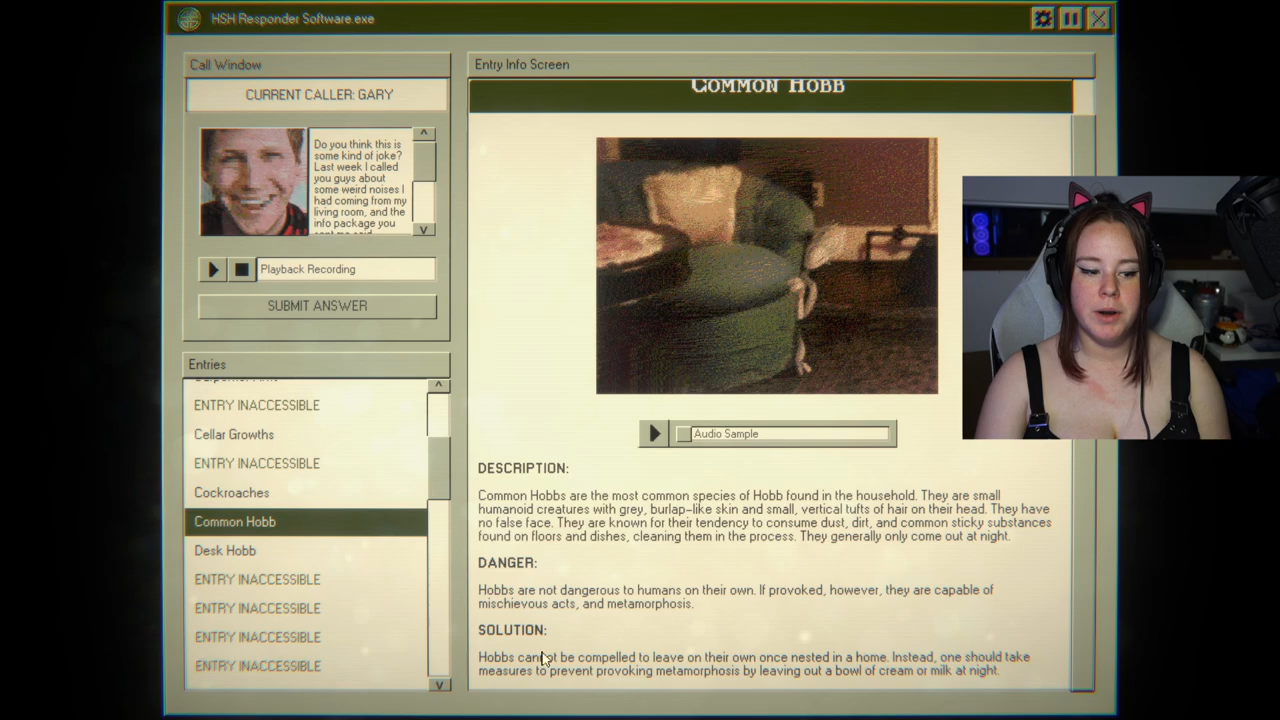 HSH Responder Software.exe
Call Window
CURRENT CALLER: GARY
Do you think this is
some kind of joke?
Last week I called
you guys about
some weird noises I
had coming from my
living room, and the
info package you
Playback Recording
SUBMIT ANSWER
Entries
ENTRY INACCESSIBLE
Cellar Growths
ENTRY INACCESSIBLE
Cockroaches
Common Hobb
Desk Hobb
ENTRY INACCESSIBLE
ENTRY INACCESSIBLE
ENTRY INACCESSIBLE
ENTRY INACCESSIBLE
Entry Info Screen
Common Hobb
Audio Sample
DESCRIPTION:
Common Hobbs are the most common species of Hobb found in the household. They are small
humanoid creatures with grey, burlap-like skin and small, vertical tufts of hair on their head. They have
no false face. They are known for their tendency to consume dust, dirt, and common sticky substances
found on floors and dishes, cleaning them in the process. They generally only come out at night.
DANGER:
Hobbs are not dangerous to humans on their own. If provoked, however, they are capable of
mischievous acts, and metamorphosis.
SOLUTION:
Hobbs cannot be compelled to leave on their own once nested in a home. Instead, one should take
measures to prevent provoking metamorphosis by leaving out a bowl of cream or milk at night.